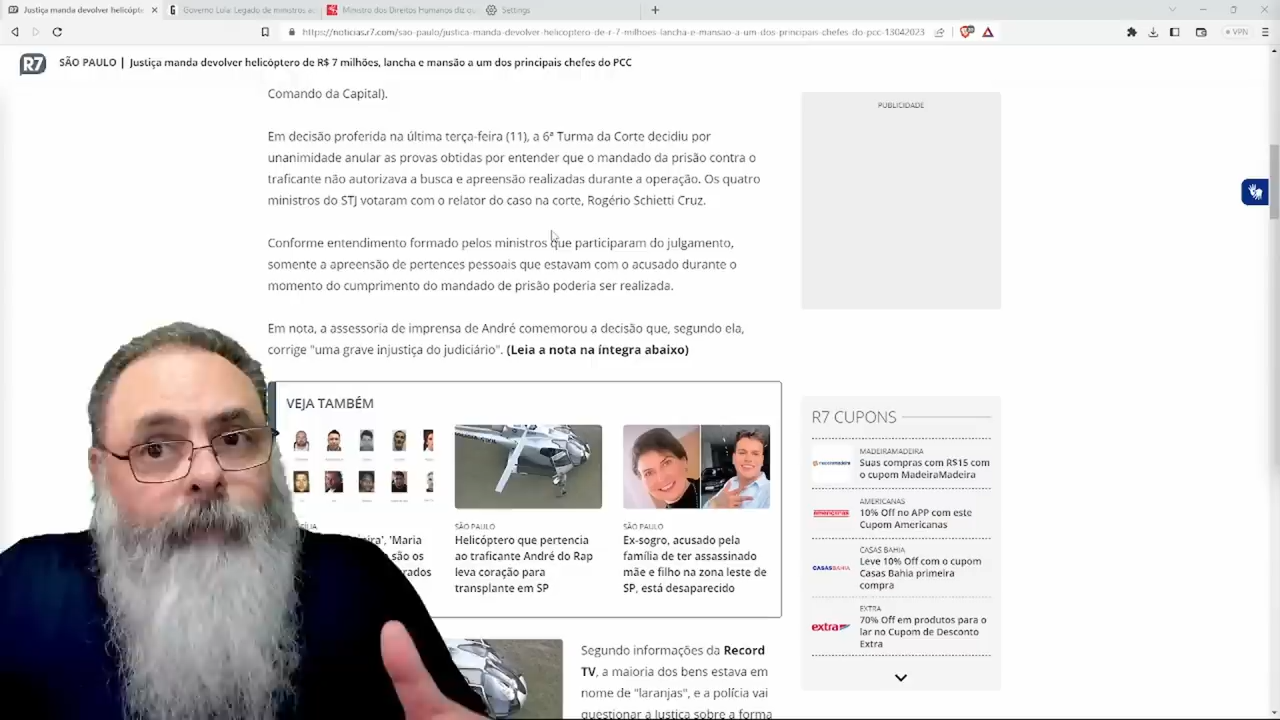 Justiça manda devolver helicópte
Governo Lula: Legado de ministros ac
Ministro dos Direitos Humanos diz qu
Settings
https://noticias.r7.com/sao-paulo/justica-manda-devolver-helicoptero-de-r-7-milhoes-lancha-e-mansao-a-um-dos-principais-chefes-do-pcc-13042023
VPN
R7
SÃO PAULO | Justiça manda devolver helicóptero de R$ 7 milhões, lancha e mansão a um dos principais chefes do PCC
Comando da Capital).
Em decisão proferida na última terça-feira (11), a 6ª Turma da Corte decidiu por
unanimidade anular as provas obtidas por entender que o mandado da prisão contra o
traficante não autorizava a busca e apreensão realizadas durante a operação. Os quatro
ministros do STJ votaram com o relator do caso na corte, Rogério Schietti Cruz.
Conforme entendimento formado pelos ministros que participaram do julgamento,
somente a apreensão de pertences pessoais que estavam com o acusado durante o
momento do cumprimento do mandado de prisão poderia ser realizada.
Em nota, a assessoria de imprensa de André comemorou a decisão que, segundo ela,
corrige "uma grave injustiça do judiciário". (Leia a nota na íntegra abaixo)
VEJA TAMBÉM
', 'Maria
são os
rados
SÃO PAULO
Helicóptero que pertencia
ao traficante André do Rap
leva coração para
transplante em SP
SÃO PAULO
Ex-sogro, acusado pela
família de ter assassinado
mãe e filho na zona leste de
SP, está desaparecido
Segundo informações da Record
TV, a maioria dos bens estava em
nome de "laranjas", e a polícia vai
questionar a Justiça sobre a forma
PUBLICIDADE
R7 CUPONS
MADEIRAMADEIRA
Suas compras com R$15 com
o cupom MadeiraMadeira
AMERICANAS
10% Off no APP com este
Cupom Americanas
CASAS BAHIA
CASAS BAHIA
Leve 10% Off com o cupom
Casas Bahia primeira
compra
extra
EXTRA
70% Off em produtos para o
lar no Cupom de Desconto
Extra